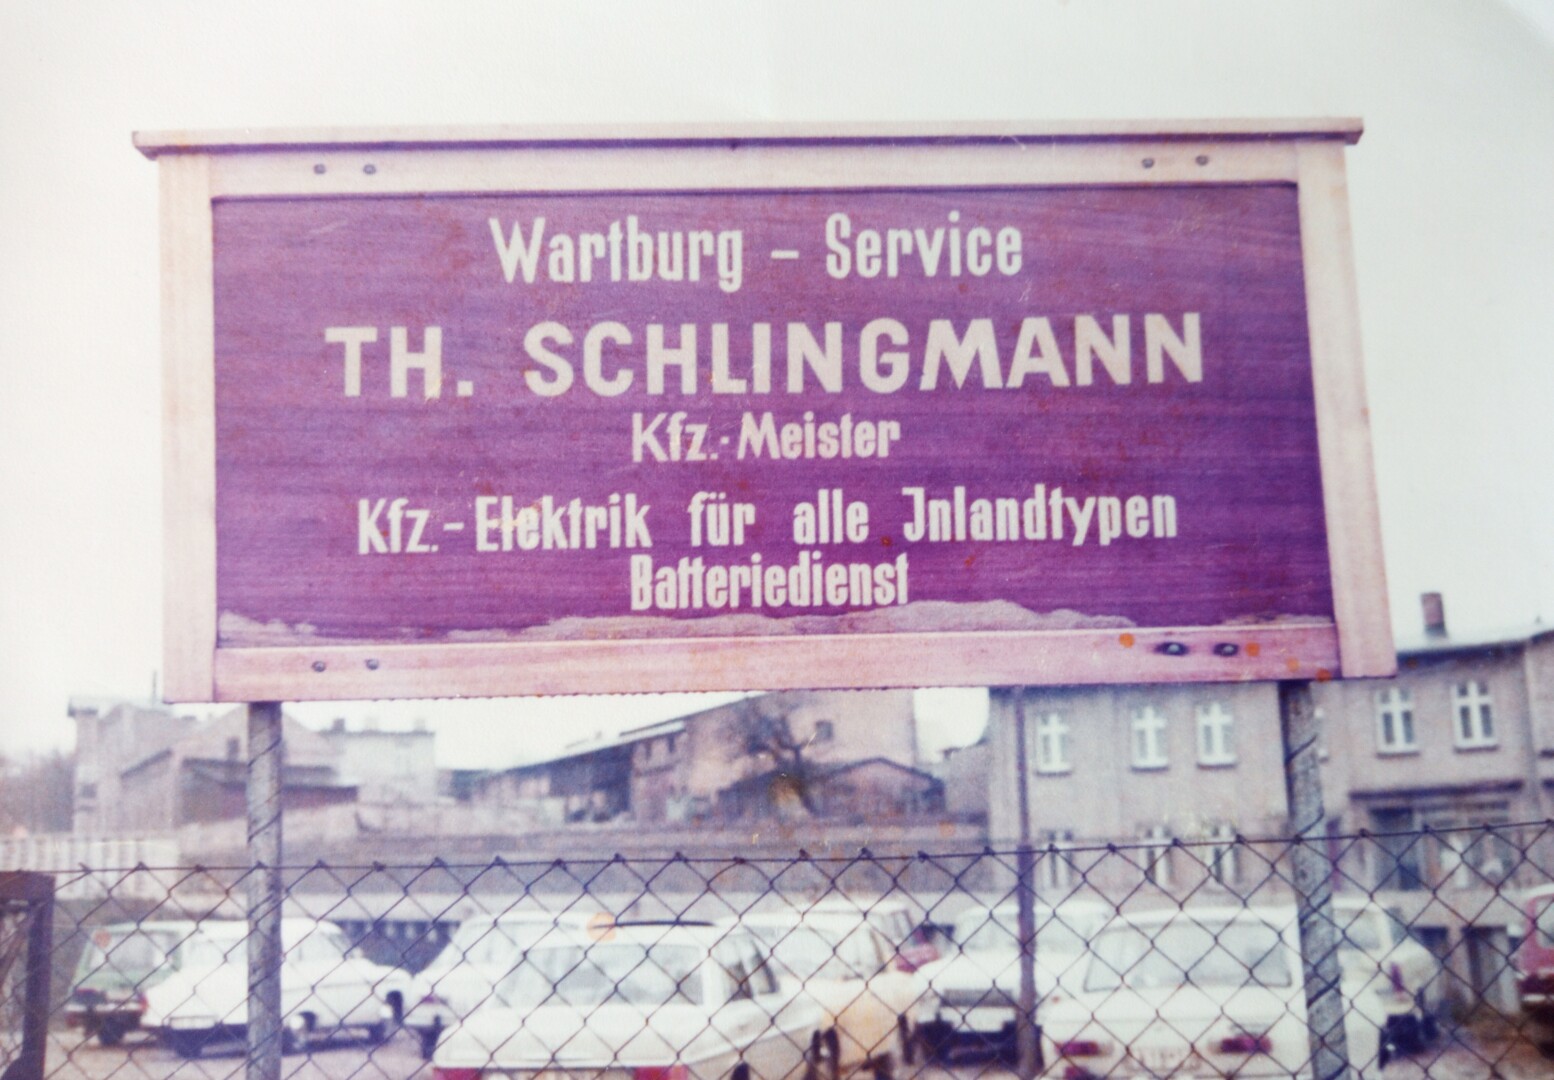 Wartburg - Service
TH. SCHLINGMANN
Kfz.-Meister
Kfz.-Elektrik für alle Jnlandtypen
Batteriedienst